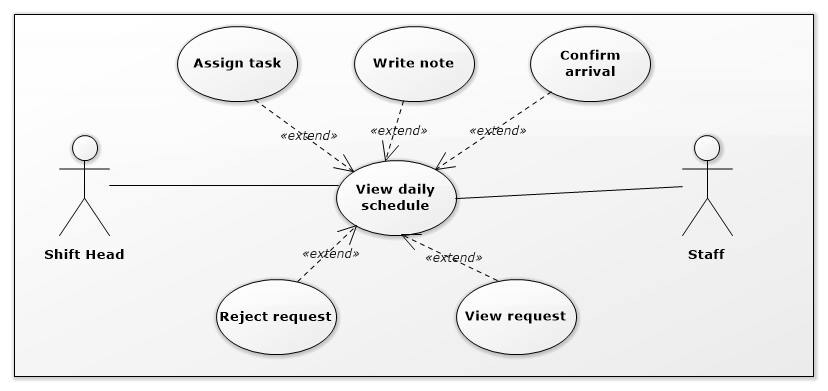 Assign task
Write note
Confirm
arrival
«extend»
«extend»
«extend»
View daily
schedule
Shift Head
Staff
«extend»
«extend»
Reject request
View request